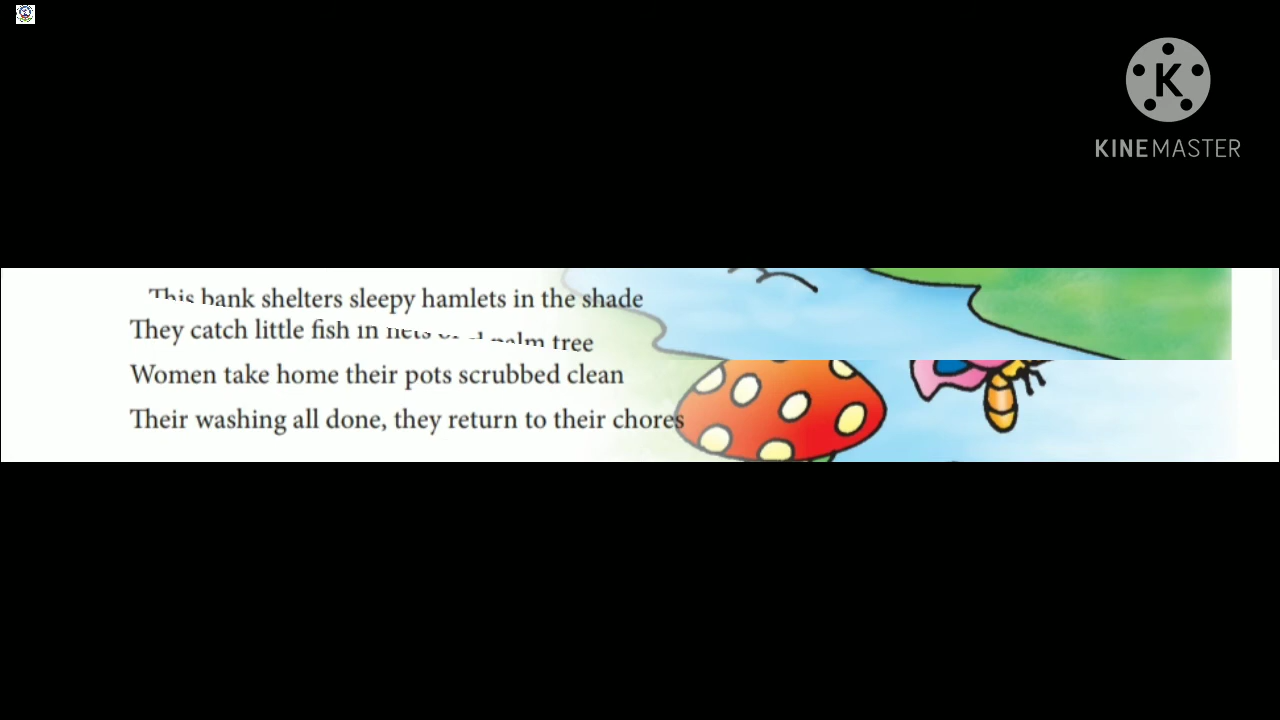 KINEMASTER
This bank shelters sleepy hamlets in the shade
They catch little fish in nets palm tree
Women take home their pots scrubbed clean
Their washing all done, they return to their chores